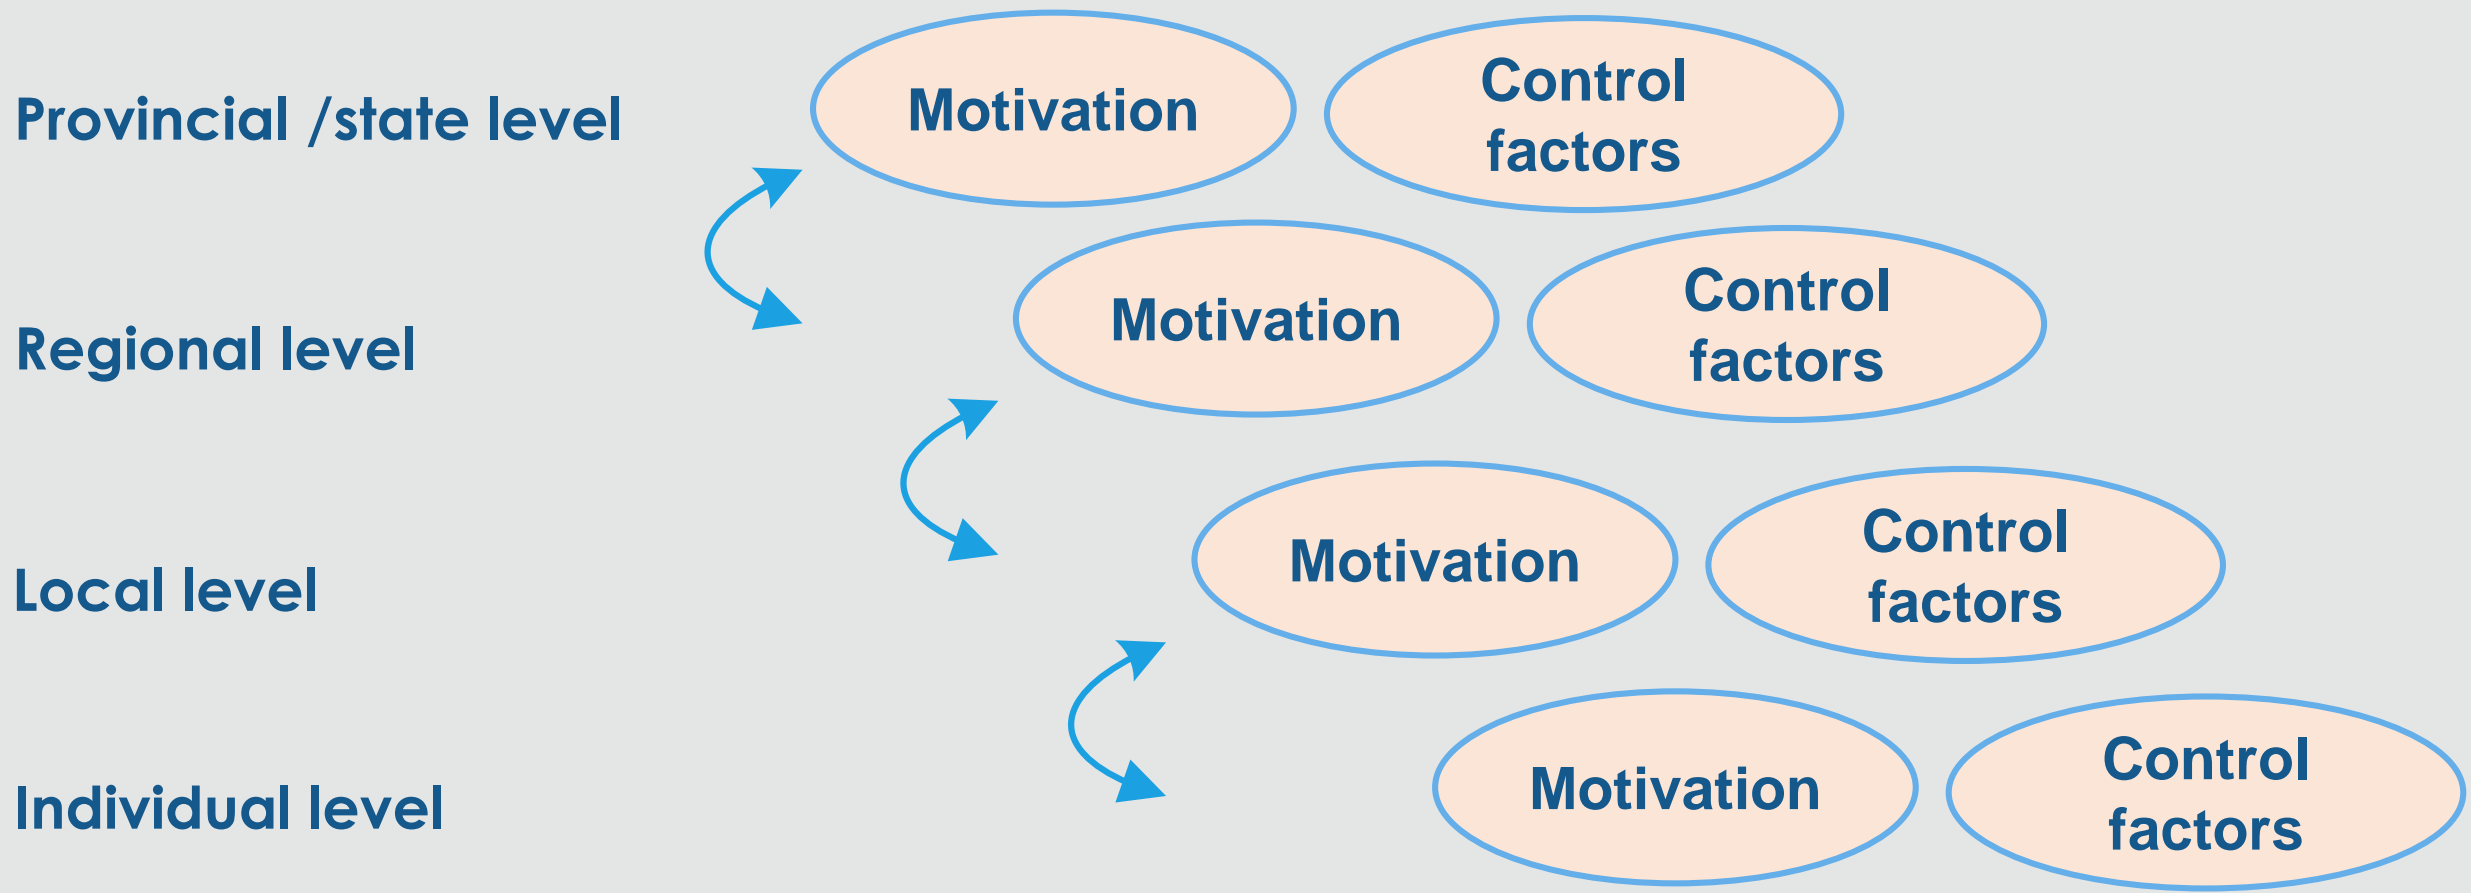 Provincial /state level
Motivation
Control
factors
Regional level
Motivation
Control
factors
Local level
Motivation
Control
factors
Individual level
Motivation
Control
factors